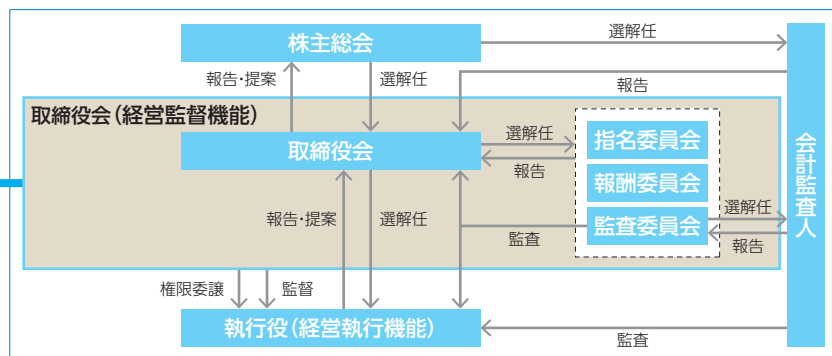 株主総会
選解任
報告・提案
選解任
報告
取締役会（経営監督機能）
取締役会
選解任
報告
指名委員会
報酬委員会
監査委員会
会計監査人
報告・提案
選解任
監査
選解任
報告
権限委譲
監督
執行役（経営執行機能）
監査